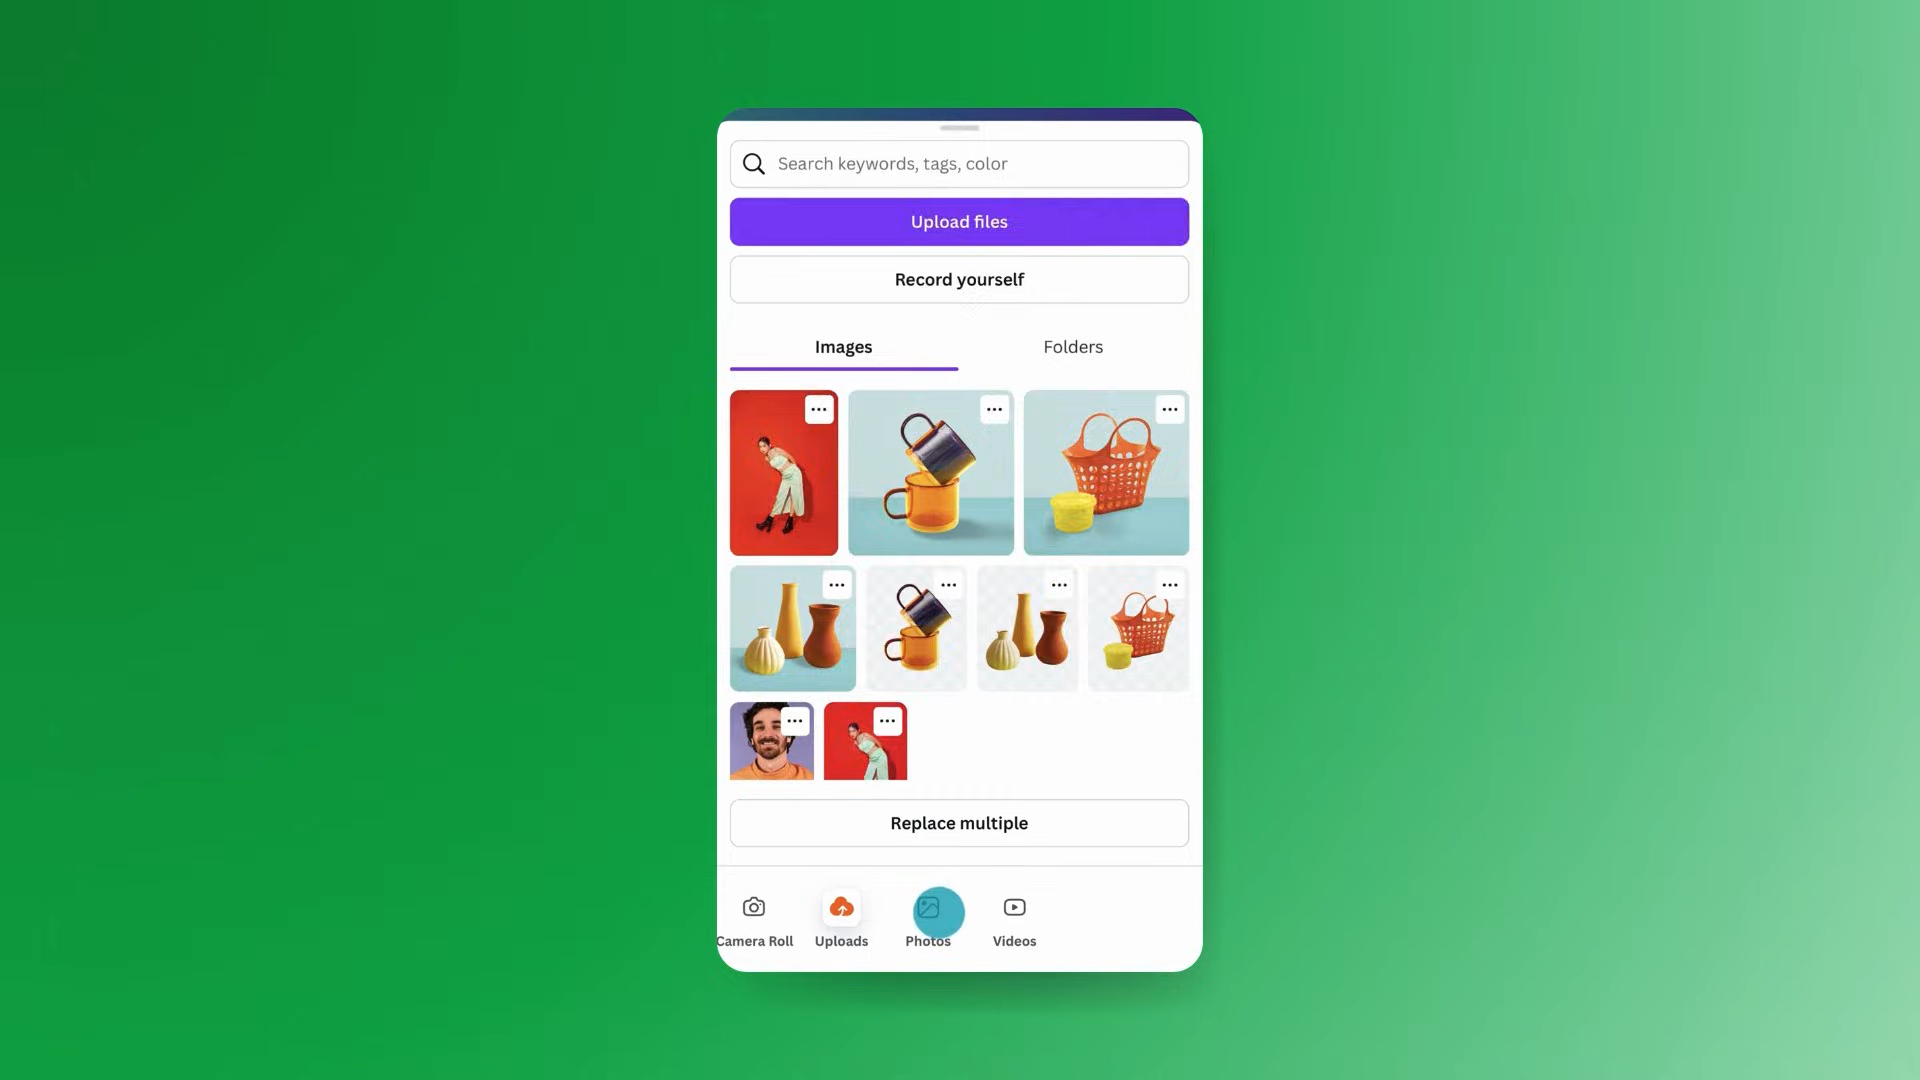 Search keywords, tags, color
Upload files
Record yourself
Images
Folders
Replace multiple
Camera Roll
Uploads
Photos
Videos